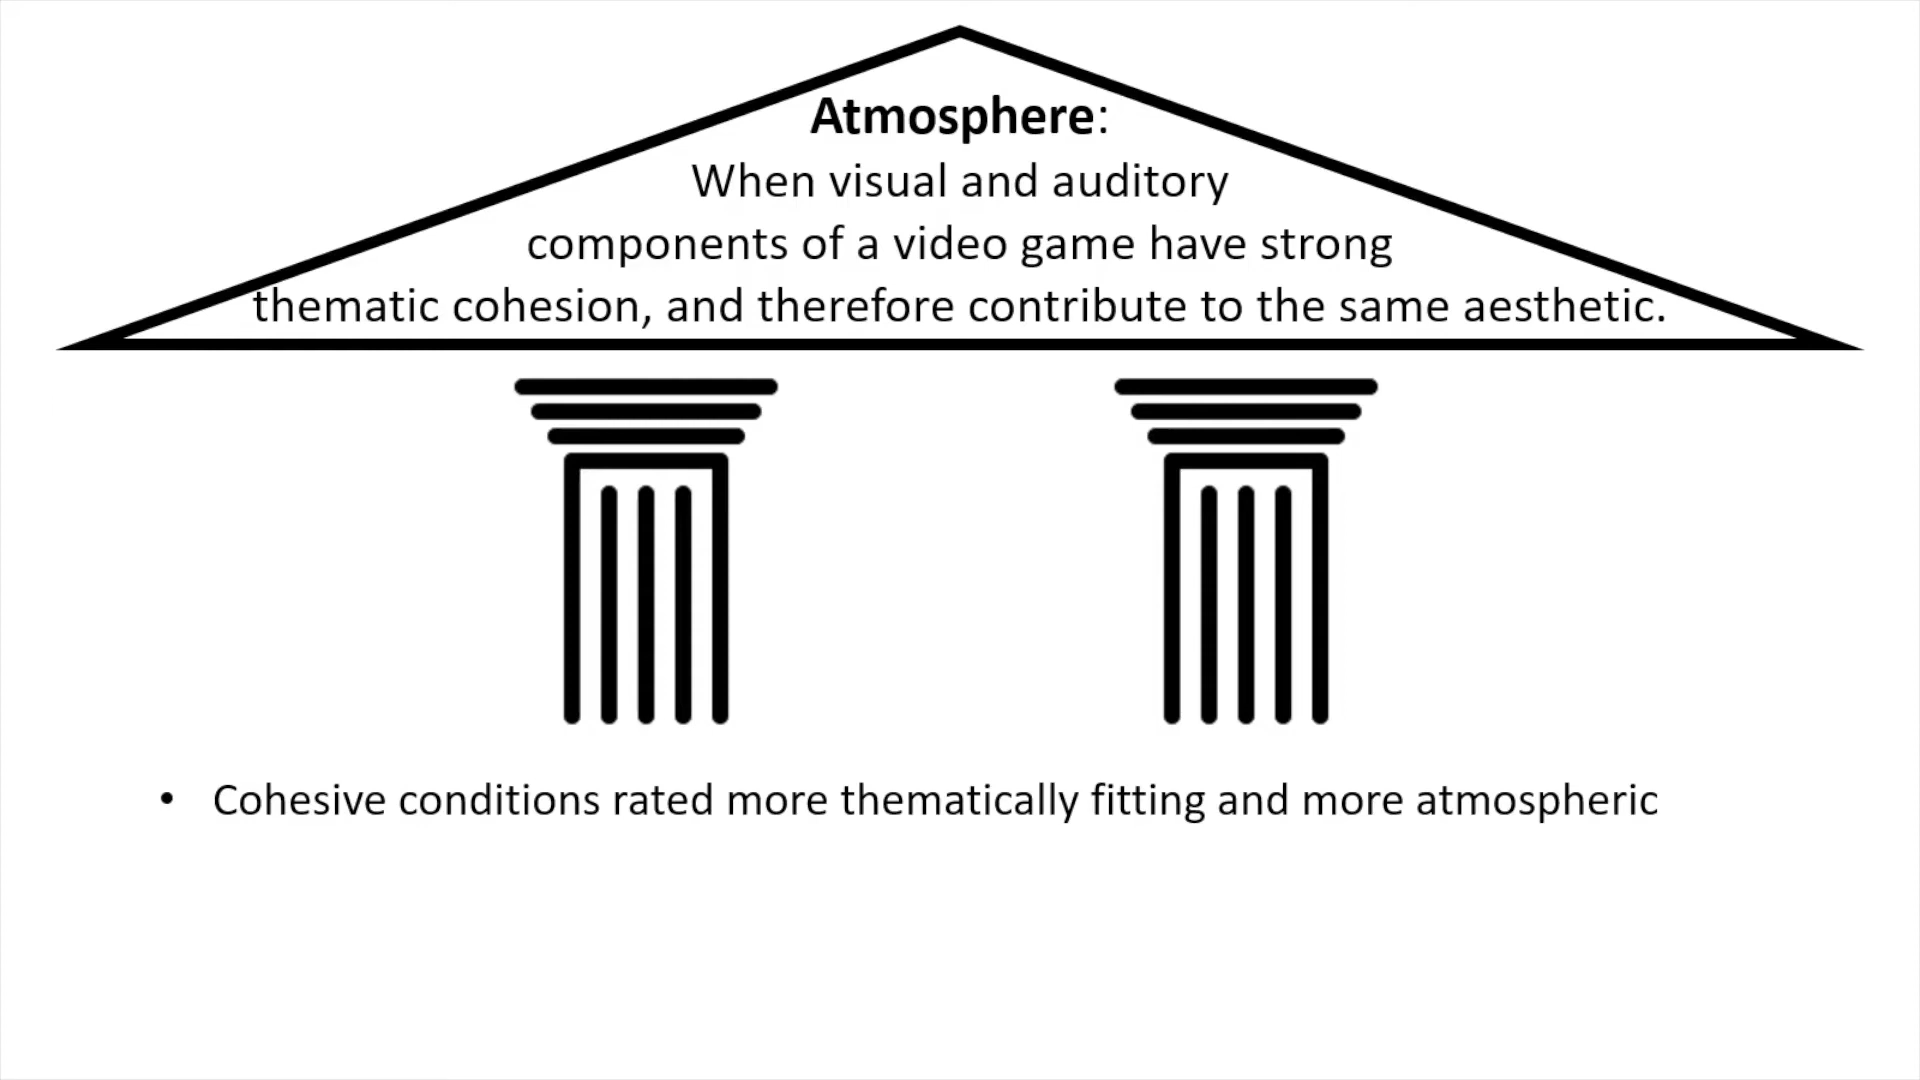 Atmosphere:
When visual and auditory
components of a video game have strong
thematic cohesion, and therefore contribute to the same aesthetic.
• Cohesive conditions rated more thematically fitting and more atmospheric